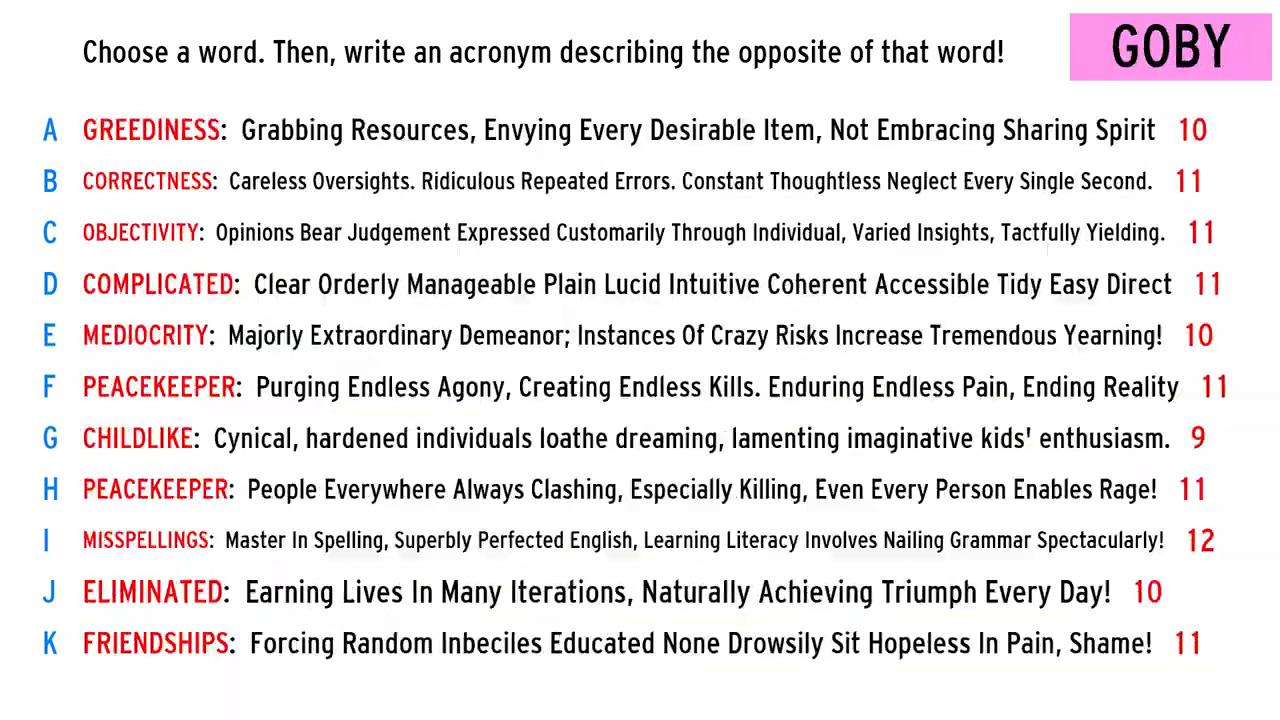 Choose a word. Then, write an acronym describing the opposite of that word!
GOBY
A GREEDINESS: Grabbing Resources, Envying Every Desirable Item, Not Embracing Sharing Spirit 10
B CORRECTNESS: Careless Oversights. Ridiculous Repeated Errors. Constant Thoughtless Neglect Every Single Second. 11
C OBJECTIVITY: Opinions Bear Judgement Expressed Customarily Through Individual, Varied Insights, Tactfully Yielding. 11
D COMPLICATED: Clear Orderly Manageable Plain Lucid Intuitive Coherent Accessible Tidy Easy Direct 11
E MEDIOCRITY: Majorly Extraordinary Demeanor; Instances Of Crazy Risks Increase Tremendous Yearning! 10
F PEACEKEEPER: Purging Endless Agony, Creating Endless Kills. Enduring Endless Pain, Ending Reality 11
G CHILDLIKE: Cynical, hardened individuals loathe dreaming, lamenting imaginative kids' enthusiasm. 9
H PEACEKEEPER: People Everywhere Always Clashing, Especially Killing, Even Every Person Enables Rage! 11
I MISSPELLINGS: Master In Spelling, Superbly Perfected English, Learning Literacy Involves Nailing Grammar Spectacularly! 12
J ELIMINATED: Earning Lives In Many Iterations, Naturally Achieving Triumph Every Day! 10
K FRIENDSHIPS: Forcing Random Inbeciles Educated None Drowsily Sit Hopeless In Pain, Shame! 11